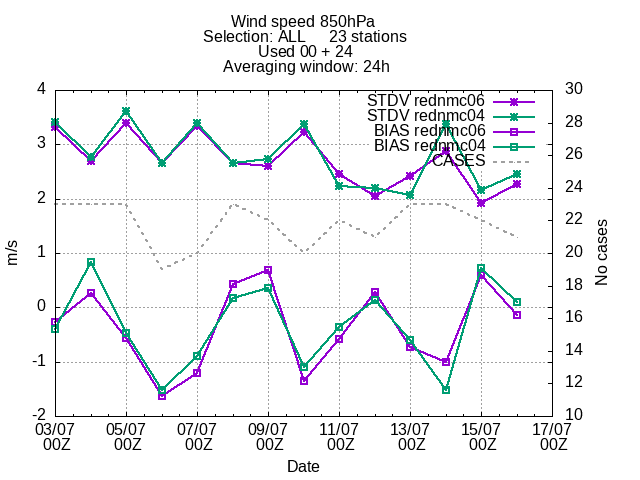 Wind speed 850hPa
Selection: ALL 23 stations
Used 00 + 24
Averaging window: 24h
4 30
STDV rednmc06
28
STDV rednmc04
BIAS rednmc06
3
BIAS rednmc04
26
CASES
24
2
22
m/s
1 20
No cases
18
0
16
14
-1
12
-2 10
03/07 05/07 07/07 09/07 11/07 13/07 15/07 17/07
00Z 00Z 00Z 00Z 00Z 00Z 00Z 00Z
Date